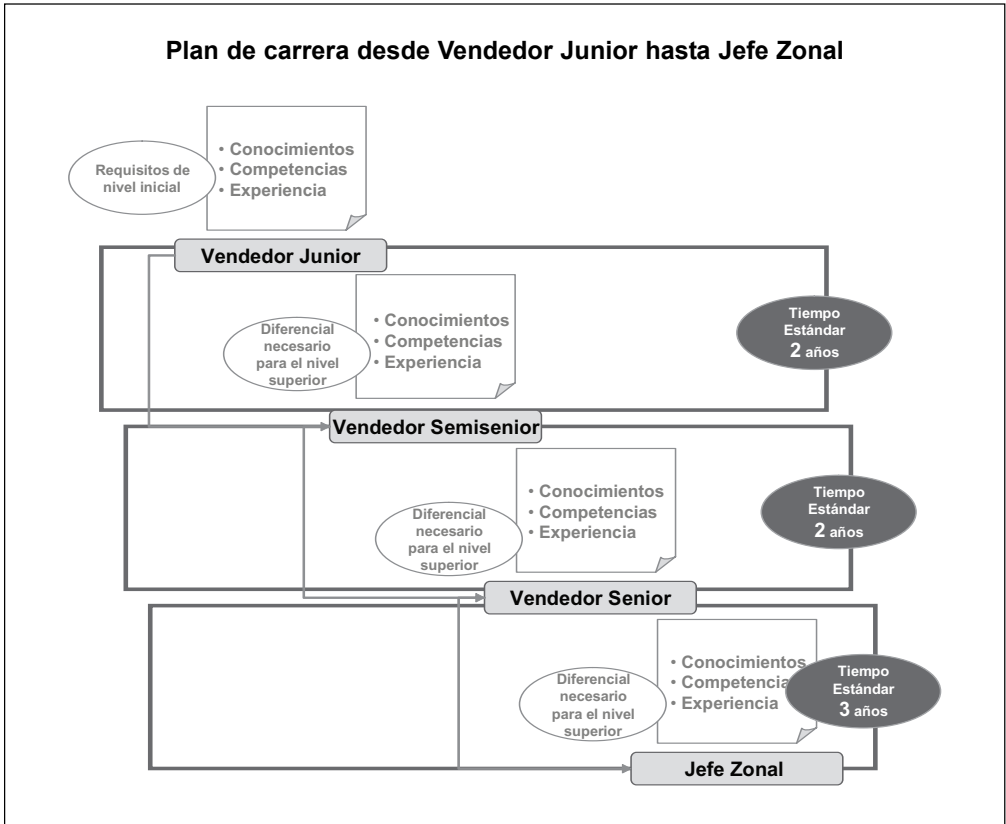 Plan de carrera desde Vendedor Junior hasta Jefe Zonal
Requisitos de
nivel inicial
• Conocimientos
• Competencias
• Experiencia
Vendedor Junior
Diferencial
necesario
para el nivel
superior
• Conocimientos
• Competencias
• Experiencia
Tiempo
Estándar
2 años
Vendedor Semisenior
Diferencial
necesario
para el nivel
superior
• Conocimientos
• Competencias
• Experiencia
Tiempo
Estándar
2 años
Vendedor Senior
Diferencial
necesario
para el nivel
superior
• Conocimientos
• Competencia
• Experiencia
Tiempo
Estándar
3 años
Jefe Zonal